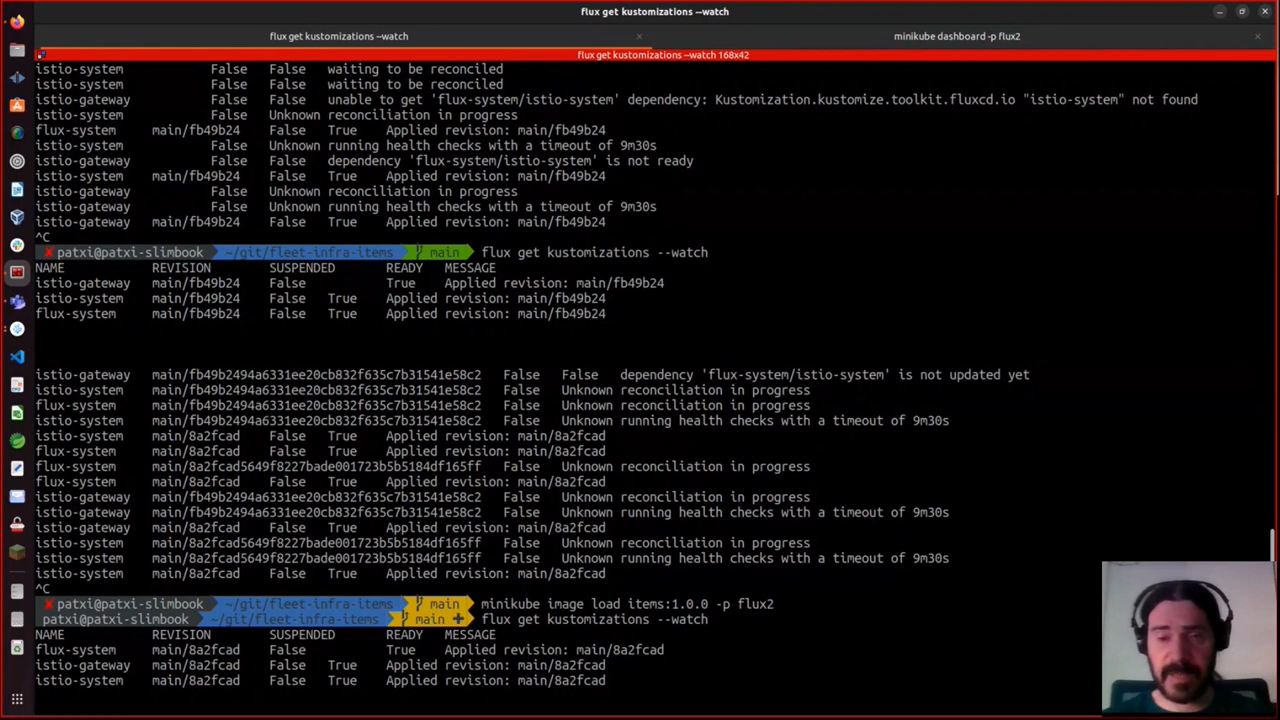 flux get kustomizations --watch
flux get kustomizations --watch
minikube dashboard -p flux2
flux get kustomizations --watch 168x42
istio-system False False waiting to be reconciled
istio-system False False waiting to be reconciled
istio-gateway False False unable to get 'flux-system/istio-system' dependency: Kustomization.kustomize.toolkit.fluxcd.io "istio-system" not found
istio-system False Unknown reconciliation in progress
flux-system main/fb49b24 False True Applied revision: main/fb49b24
istio-system False Unknown running health checks with a timeout of 9m30s
istio-gateway False False dependency 'flux-system/istio-system' is not ready
istio-system main/fb49b24 False True Applied revision: main/fb49b24
istio-gateway False Unknown reconciliation in progress
istio-gateway False Unknown running health checks with a timeout of 9m30s
istio-gateway main/fb49b24 False True Applied revision: main/fb49b24
^C
✘ patxi@patxi-slimbook ~/git/fleet-infra-items main flux get kustomizations --watch
NAME REVISION SUSPENDED READY MESSAGE
istio-gateway main/fb49b24 False True Applied revision: main/fb49b24
istio-system main/fb49b24 False True Applied revision: main/fb49b24
flux-system main/fb49b24 False True Applied revision: main/fb49b24
istio-gateway main/fb49b2494a6331ee20cb832f635c7b31541e58c2 False False dependency 'flux-system/istio-system' is not updated yet
istio-system main/fb49b2494a6331ee20cb832f635c7b31541e58c2 False Unknown reconciliation in progress
flux-system main/fb49b2494a6331ee20cb832f635c7b31541e58c2 False Unknown reconciliation in progress
istio-system main/fb49b2494a6331ee20cb832f635c7b31541e58c2 False Unknown running health checks with a timeout of 9m30s
istio-system main/8a2fcad False True Applied revision: main/8a2fcad
flux-system main/8a2fcad False True Applied revision: main/8a2fcad
flux-system main/8a2fcad5649f8227bade001723b5b5184df165ff False Unknown reconciliation in progress
flux-system main/8a2fcad False True Applied revision: main/8a2fcad
istio-gateway main/fb49b2494a6331ee20cb832f635c7b31541e58c2 False Unknown reconciliation in progress
istio-gateway main/fb49b2494a6331ee20cb832f635c7b31541e58c2 False Unknown running health checks with a timeout of 9m30s
istio-gateway main/8a2fcad False True Applied revision: main/8a2fcad
istio-system main/8a2fcad5649f8227bade001723b5b5184df165ff False Unknown reconciliation in progress
istio-system main/8a2fcad5649f8227bade001723b5b5184df165ff False Unknown running health checks with a timeout of 9m30s
istio-system main/8a2fcad False True Applied revision: main/8a2fcad
^C
✘ patxi@patxi-slimbook ~/git/fleet-infra-items main minikube image load items:1.0.0 -p flux2
patxi@patxi-slimbook ~/git/fleet-infra-items main ✚ flux get kustomizations --watch
NAME REVISION SUSPENDED READY MESSAGE
flux-system main/8a2fcad False True Applied revision: main/8a2fcad
istio-gateway main/8a2fcad False True Applied revision: main/8a2fcad
istio-system main/8a2fcad False True Applied revision: main/8a2fcad